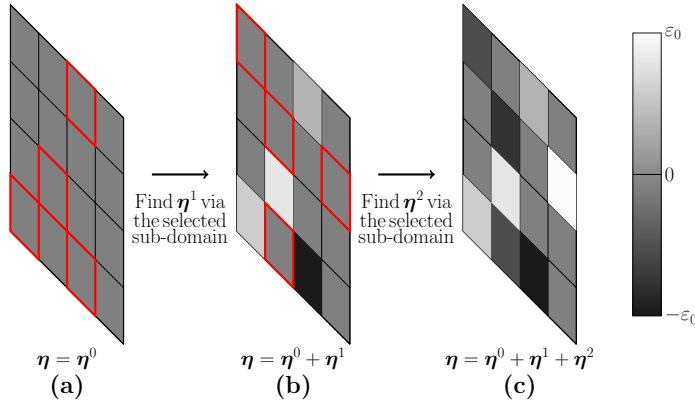 ε₀
0
−ε₀
Find η¹ via
the selected
sub-domain
Find η² via
the selected
sub-domain
η = η⁰
η = η⁰ + η¹
η = η⁰ + η¹ + η²
(a)
(b)
(c)